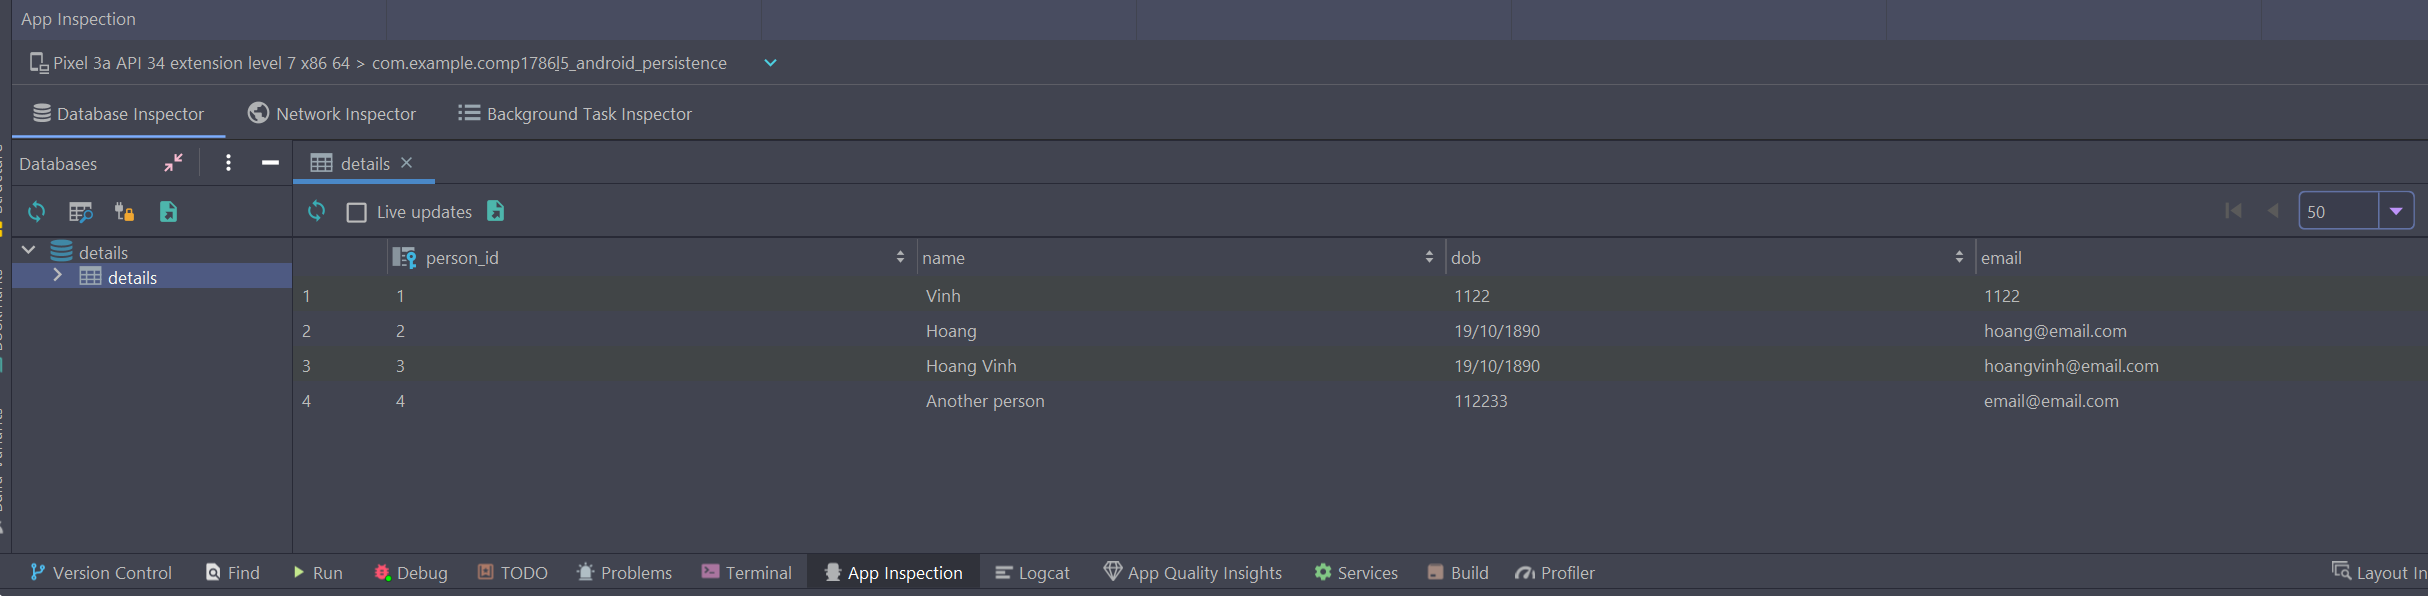 App Inspection
Pixel 3a API 34 extension level 7 x86 64 > com.example.comp1786l5_android_persistence
Database Inspector Network Inspector Background Task Inspector
Databases details
Live updates 50
details
details
person_id name dob email
1 1 Vinh 1122 1122
2 2 Hoang 19/10/1890 hoang@email.com
3 3 Hoang Vinh 19/10/1890 hoangvinh@email.com
4 4 Another person 112233 email@email.com
Version Control Find Run Debug TODO Problems Terminal App Inspection Logcat App Quality Insights Services Build Profiler Layout In